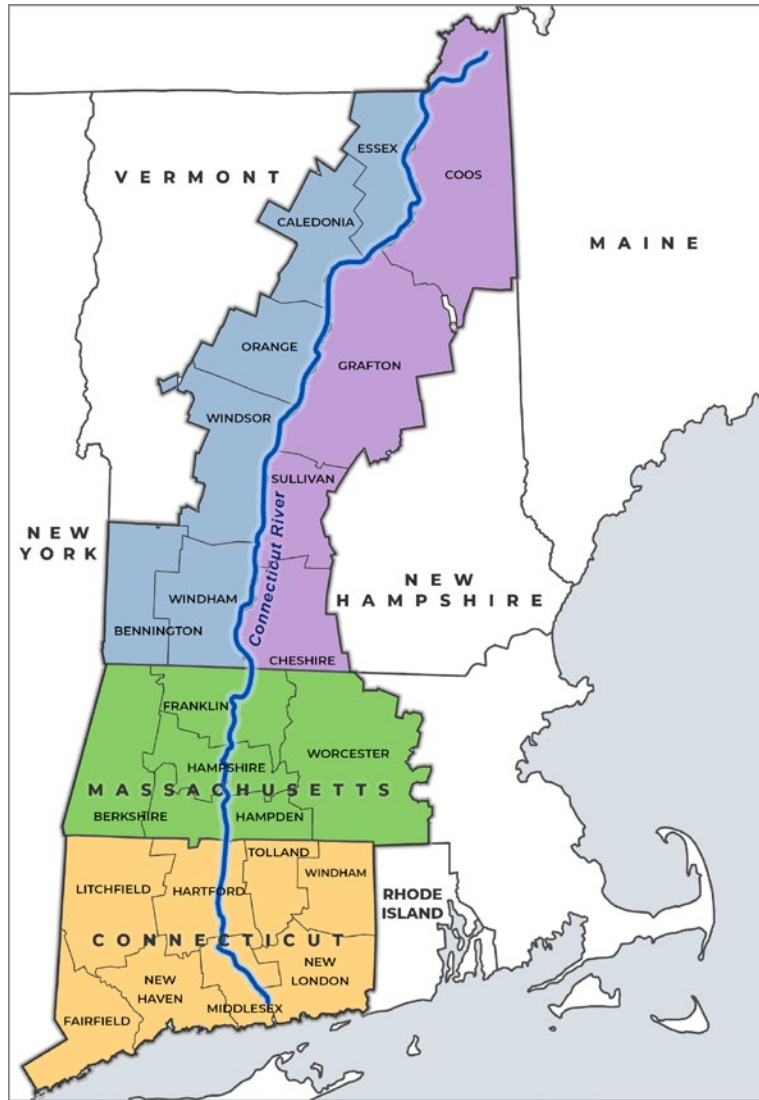 ESSEX
COOS
VERMONT
CALEDONIA
MAINE
ORANGE
GRAFTON
WINDSOR
SULLIVAN
Connecticut River
NEW
YORK
NEW
HAMPSHIRE
WINDHAM
BENNINGTON
CHESHIRE
FRANKLIN
WORCESTER
HAMPSHIRE
MASSACHUSETTS
BERKSHIRE
HAMPDEN
TOLLAND
WINDHAM
LITCHFIELD
HARTFORD
RHODE
ISLAND
CONNECTICUT
NEW
HAVEN
NEW
LONDON
MIDDLESEX
FAIRFIELD